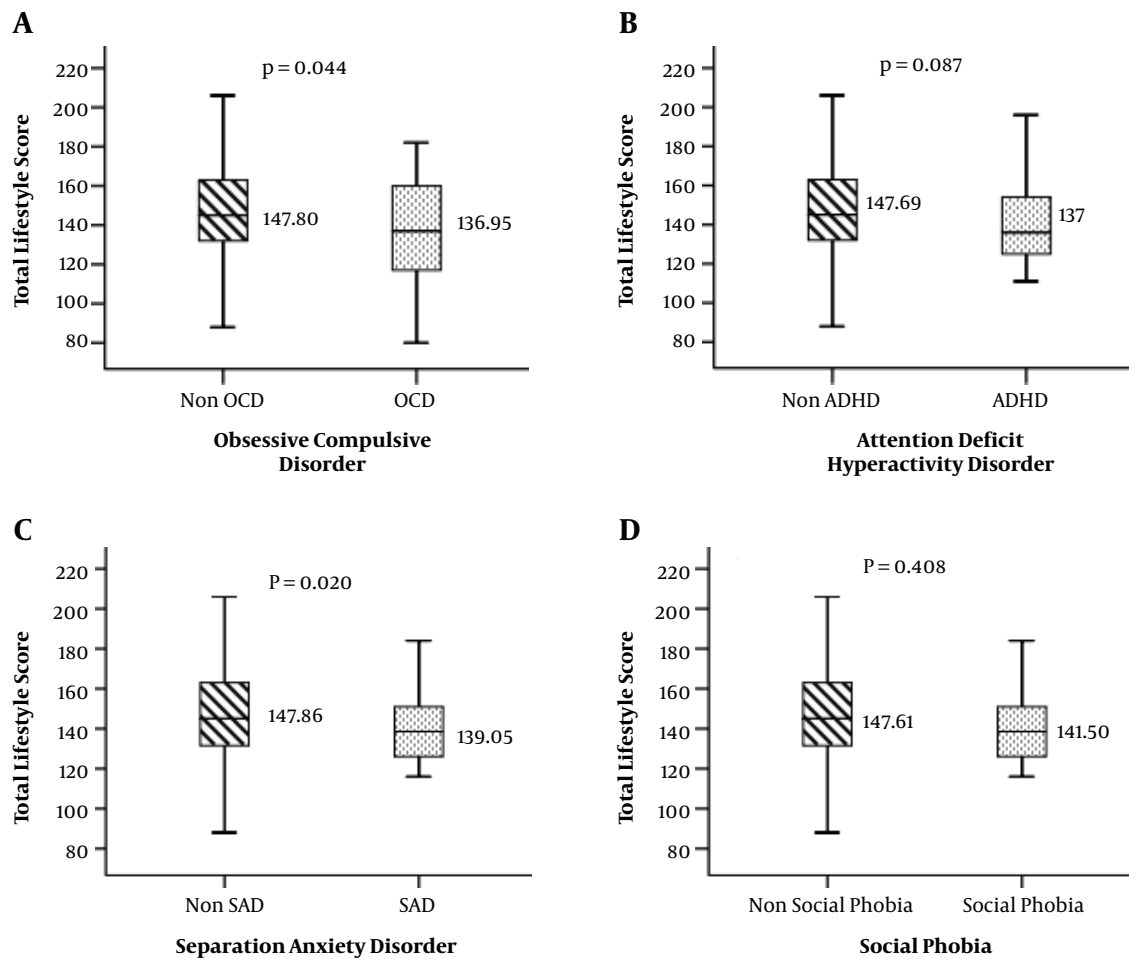 A
p = 0.044
Total Lifestyle Score
220
200
180
160
140
120
100
80
147.80
136.95
Non OCD
OCD
Obsessive Compulsive
Disorder
B
p = 0.087
Total Lifestyle Score
220
200
180
160
140
120
100
80
147.69
137
Non ADHD
ADHD
Attention Deficit
Hyperactivity Disorder
C
P = 0.020
Total Lifestyle Score
220
200
180
160
140
120
100
80
147.86
139.05
Non SAD
SAD
Separation Anxiety Disorder
D
P = 0.408
Total Lifestyle Score
220
200
180
160
140
120
100
80
147.61
141.50
Non Social Phobia
Social Phobia
Social Phobia